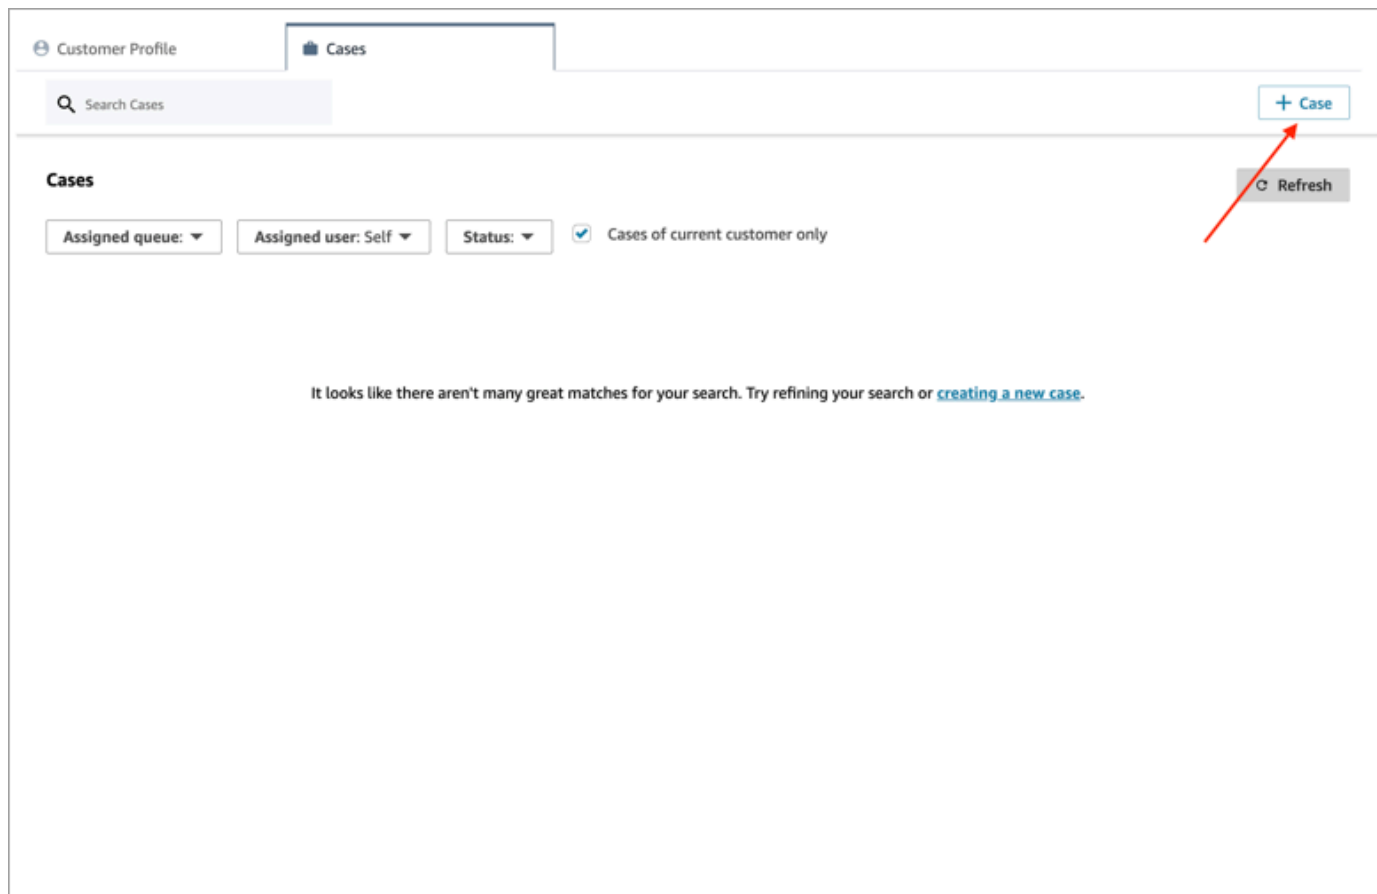 Customer Profile
Cases
Search Cases
+ Case
Cases
Refresh
Assigned queue:
Assigned user: Self
Status:
Cases of current customer only
It looks like there aren't many great matches for your search. Try refining your search or creating a new case.